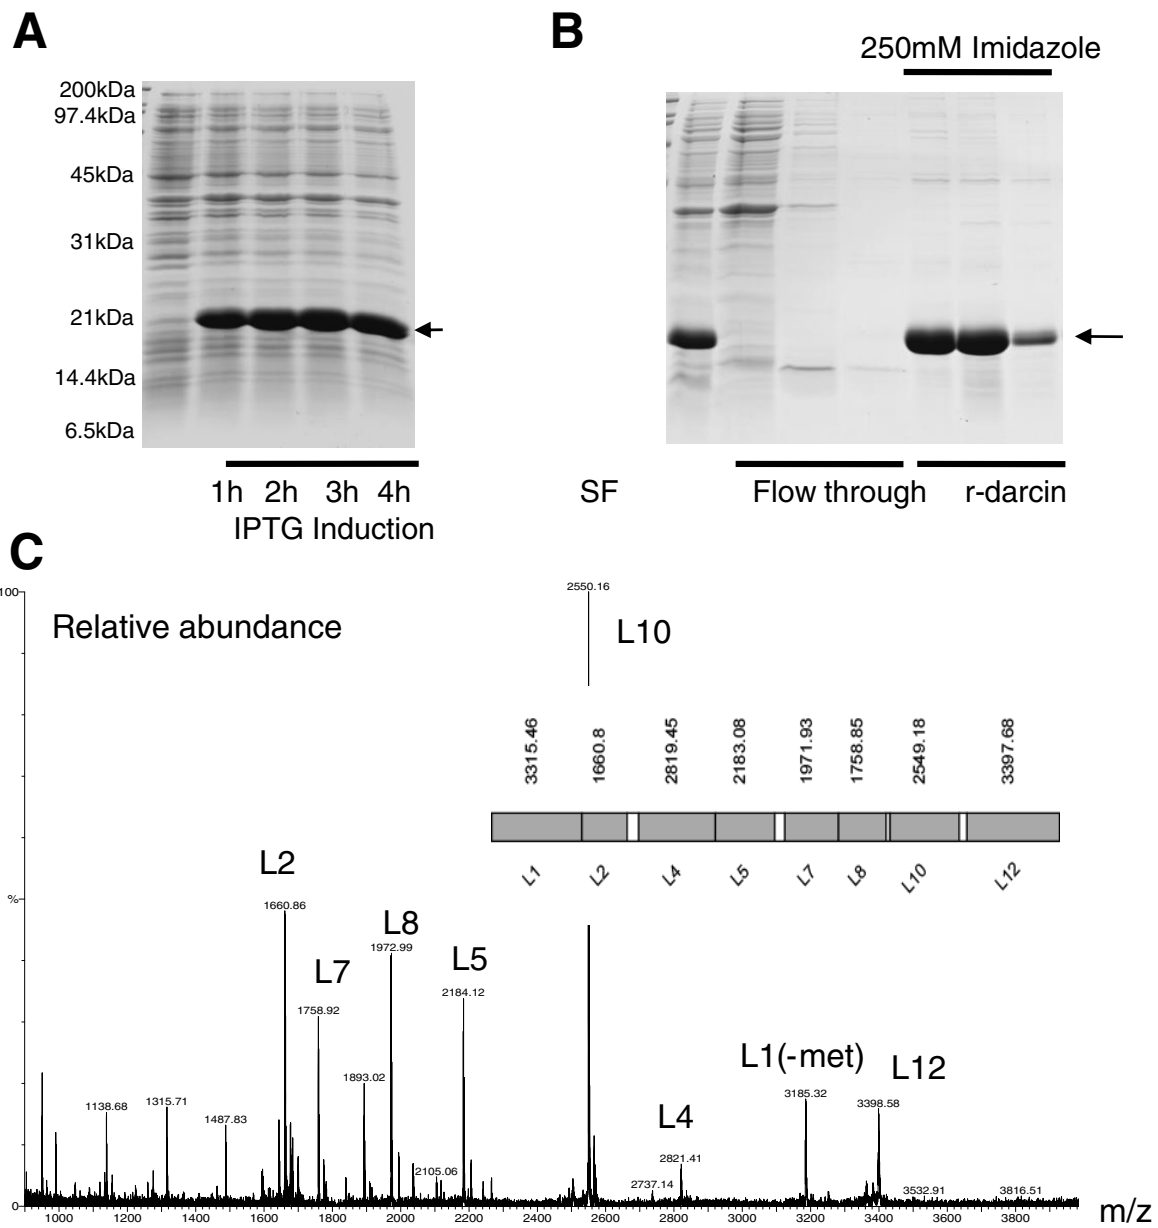 A
B
250mM Imidazole
200kDa
97.4kDa
45kDa
31kDa
21kDa
14.4kDa
6.5kDa
1h 2h 3h 4h
IPTG Induction
SF
Flow through
r-darcin
C
100
Relative abundance
2550.16
L10
3315.46 1660.8 2819.45 2183.08 1971.93 1758.85 2549.18 3397.68
L1 L2 L4 L5 L7 L8 L10 L12
%
L2
1660.86
L8
1972.99
L7
1758.92
L5
2184.12
1893.02
1138.68
1315.71
1487.83
2105.06
L4
2821.41
2737.14
L1(-met)
3185.32
L12
3398.58
3532.91
3816.51
0
1000 1200 1400 1600 1800 2000 2200 2400 2600 2800 3000 3200 3400 3600 3800
m/z